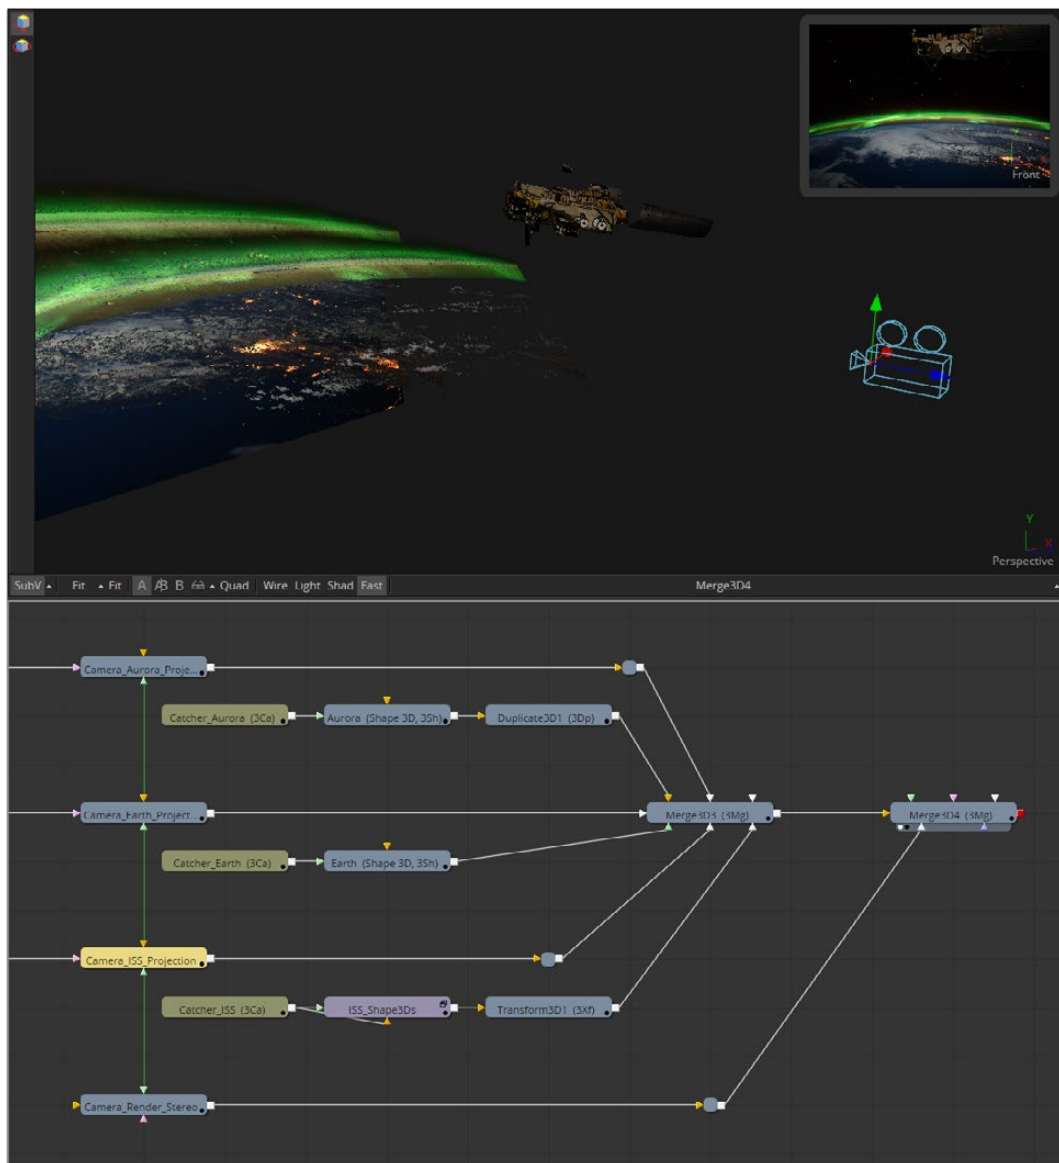 Front
Y
X
Perspective
SubV Fit Fit A A/B B Quad Wire Light Shad Fast Merge3D4
Camera_Aurora_Proje...
Catcher_Aurora (3Ca) Aurora (Shape 3D, 3Sh) Duplicate3D1 (3Dp)
Camera_Earth_Project... Merge3D3 (3Mg) Merge3D4 (3Mg)
Catcher_Earth (3Ca) Earth (Shape 3D, 3Sh)
Camera_ISS_Projection
Catcher_ISS (3Ca) ISS_Shape3Ds Transform3D1 (3Xf)
Camera_Render_Stereo